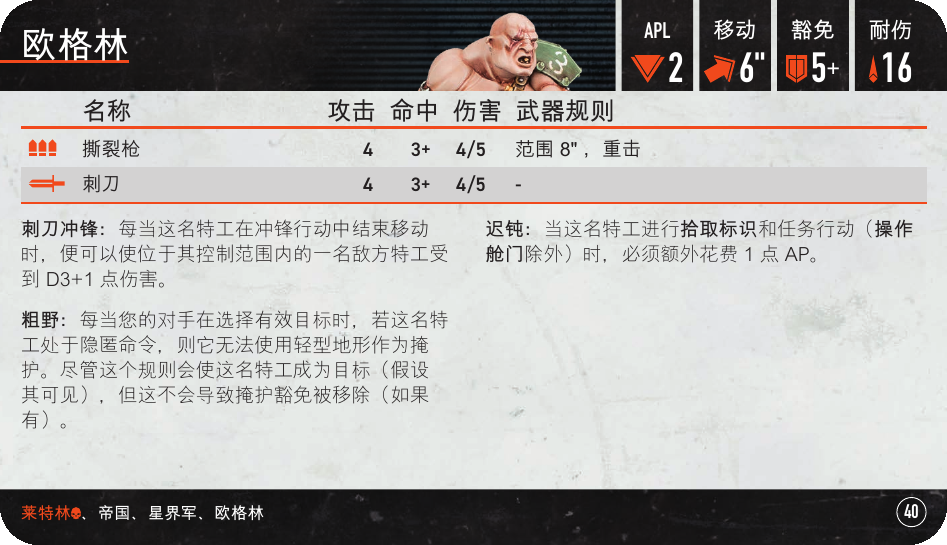 欧格林
APL 移动 豁免 耐伤
2 6" 5+ 16
3
名称 攻击 命中 伤害 武器规则
撕裂枪 4 3+ 4/5 范围 8"，重击
刺刀 4 3+ 4/5 -
刺刀冲锋：每当这名特工在冲锋行动中结束移动
时，便可以使位于其控制范围内的一名敌方特工受
到 D3+1 点伤害。
粗野：每当您的对手在选择有效目标时，若这名特
工处于隐匿命令，则它无法使用轻型地形作为掩
护。尽管这个规则会使这名特工成为目标（假设
其可见），但这不会导致掩护豁免被移除（如果
有）。
迟钝：当这名特工进行拾取标识和任务行动（操作
舱门除外）时，必须额外花费 1 点 AP。
莱特林、帝国、星界军、欧格林
40